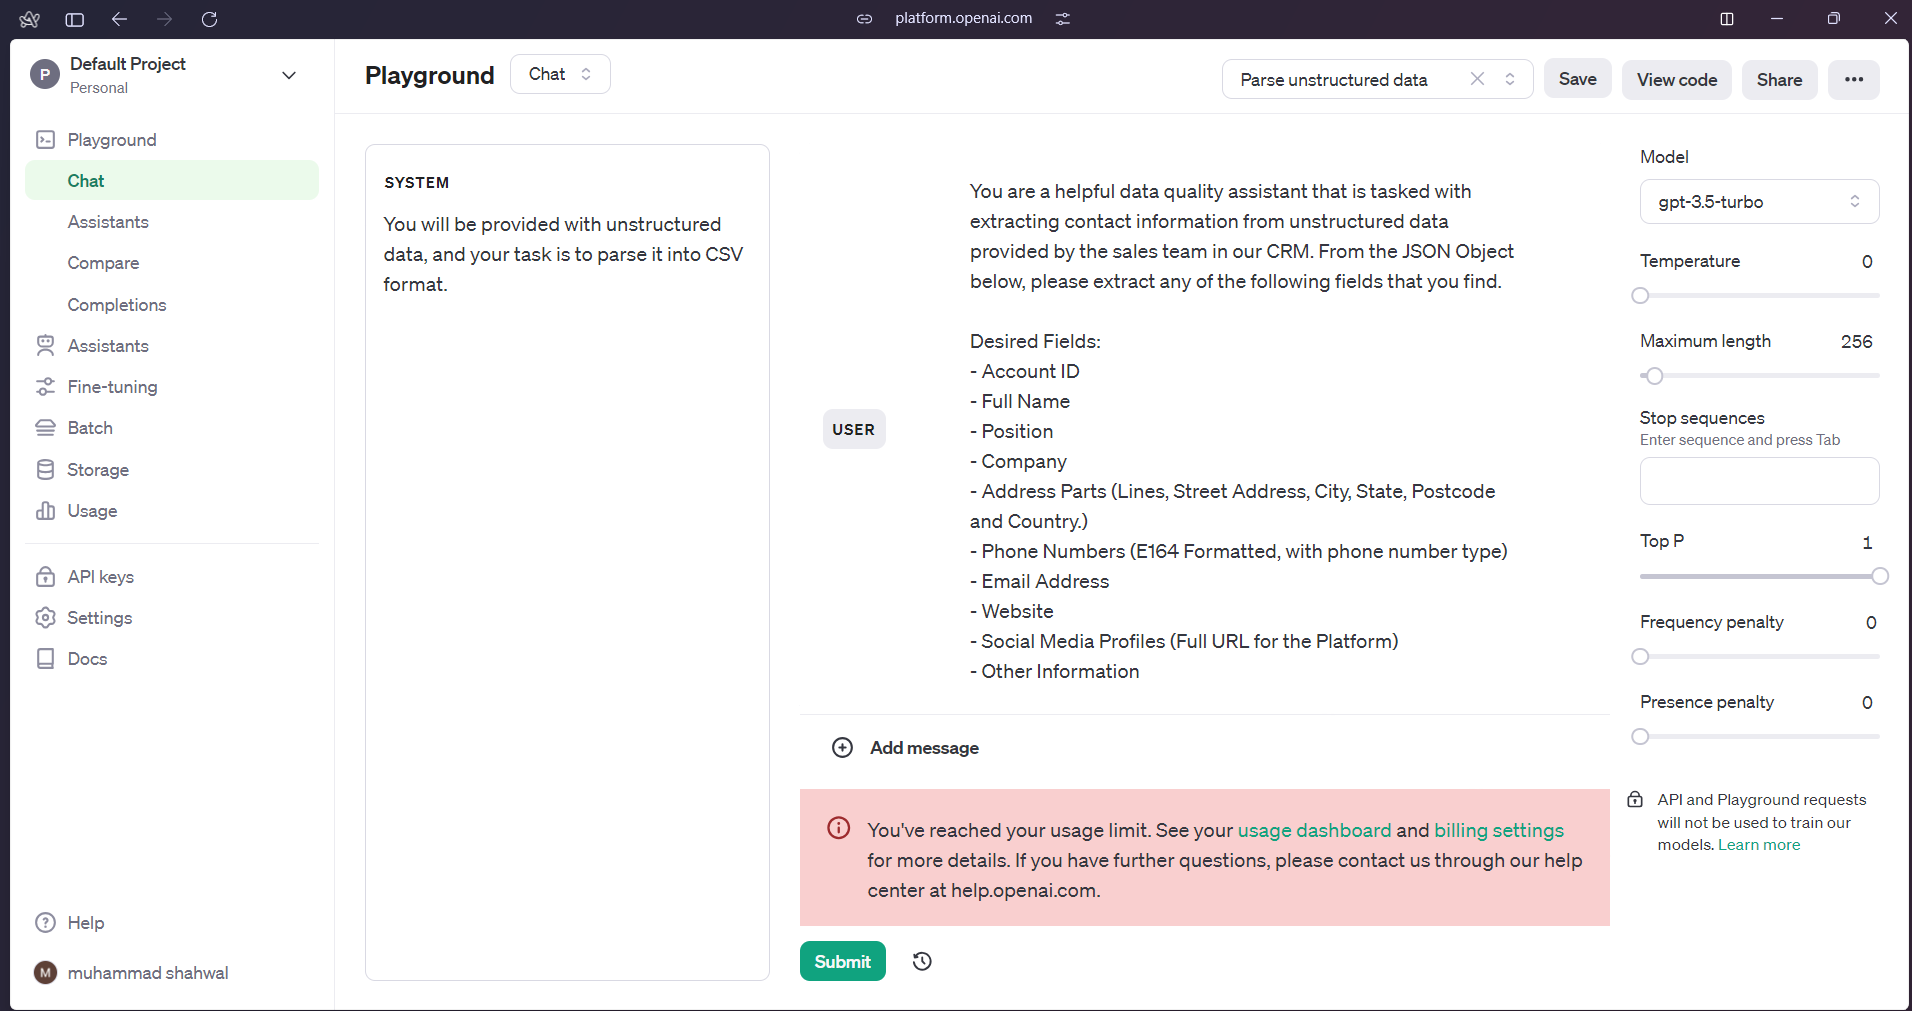 platform.openai.com
P
Default Project
Personal
Playground
Chat
Assistants
Compare
Completions
Assistants
Fine-tuning
Batch
Storage
Usage
API keys
Settings
Docs
Help
M
muhammad shahwal
Playground
Chat
Parse unstructured data
Save
View code
Share
SYSTEM
You will be provided with unstructured
data, and your task is to parse it into CSV
format.
USER
You are a helpful data quality assistant that is tasked with
extracting contact information from unstructured data
provided by the sales team in our CRM. From the JSON Object
below, please extract any of the following fields that you find.
Desired Fields:
- Account ID
- Full Name
- Position
- Company
- Address Parts (Lines, Street Address, City, State, Postcode
and Country.)
- Phone Numbers (E164 Formatted, with phone number type)
- Email Address
- Website
- Social Media Profiles (Full URL for the Platform)
- Other Information
Add message
You've reached your usage limit. See your usage dashboard and billing settings
for more details. If you have further questions, please contact us through our help
center at help.openai.com.
Submit
Model
gpt-3.5-turbo
Temperature 0
Maximum length 256
Stop sequences
Enter sequence and press Tab
Top P 1
Frequency penalty 0
Presence penalty 0
API and Playground requests
will not be used to train our
models. Learn more